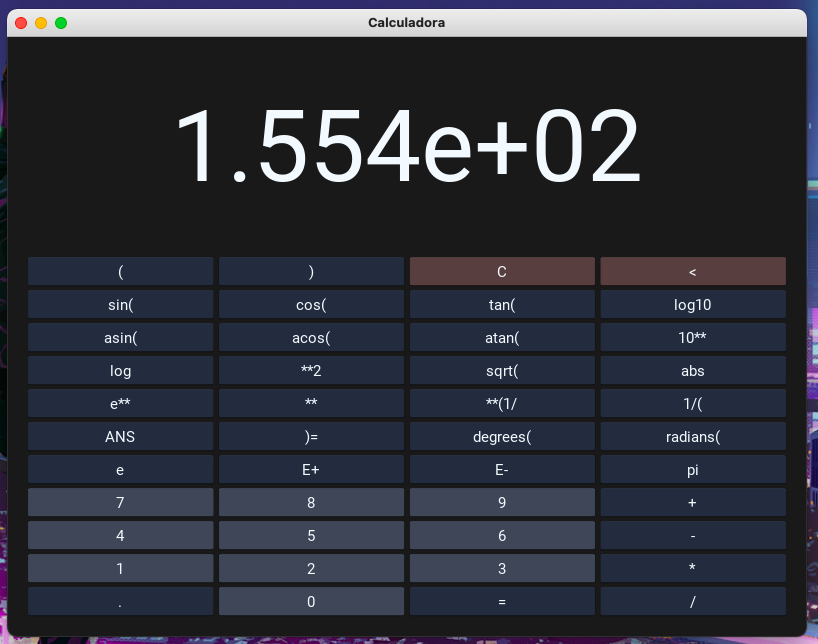 Calculadora
1.554e+02
( ) C <
sin( cos( tan( log10
asin( acos( atan( 10**
log **2 sqrt( abs
e** ** **(1/ 1/(
ANS )= degrees( radians(
e E+ E- pi
7 8 9 +
4 5 6 -
1 2 3 *
. 0 = /